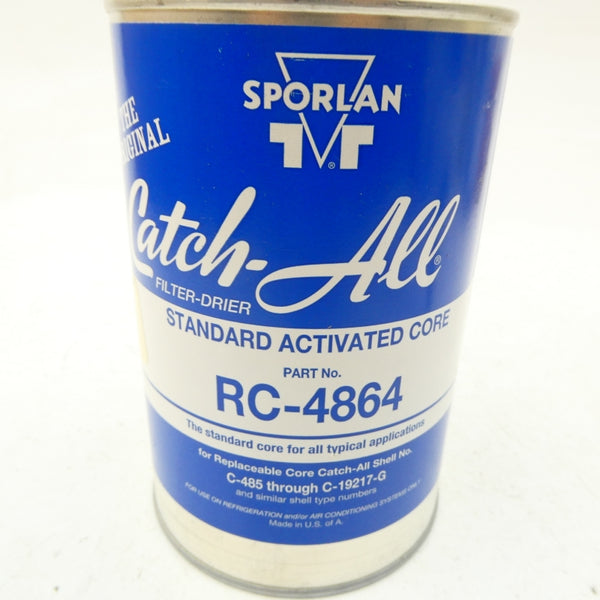 SPORLAN
®
THE
ORIGINAL
Catch-All®
FILTER-DRIER
STANDARD ACTIVATED CORE
PART No.
RC-4864
The standard core for all typical applications
for Replaceable Core Catch-All Shell No.
C-485 through C-19217-G
and similar shell type numbers
FOR USE ON REFRIGERATION and/or AIR CONDITIONING SYSTEMS ONLY
Made in U.S. of A.